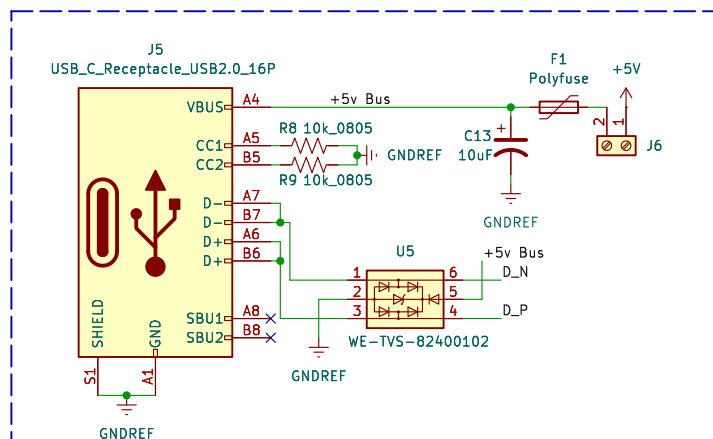 J5
USB_C_Receptacle_USB2.0_16P
VBUS A4
+5v Bus
F1
Polyfuse
+5V
2 1
J6
C13
10uF
+
GNDREF
CC1 A5
CC2 B5
R8 10k_0805
R9 10k_0805
GNDREF
D- A7
D- B7
D+ A6
D+ B6
SBU1 A8
SBU2 B8
SHIELD
GND
S1
A1
GNDREF
U5
1
2
3
6
5
4
+5v Bus
D_N
D_P
WE-TVS-82400102
GNDREF